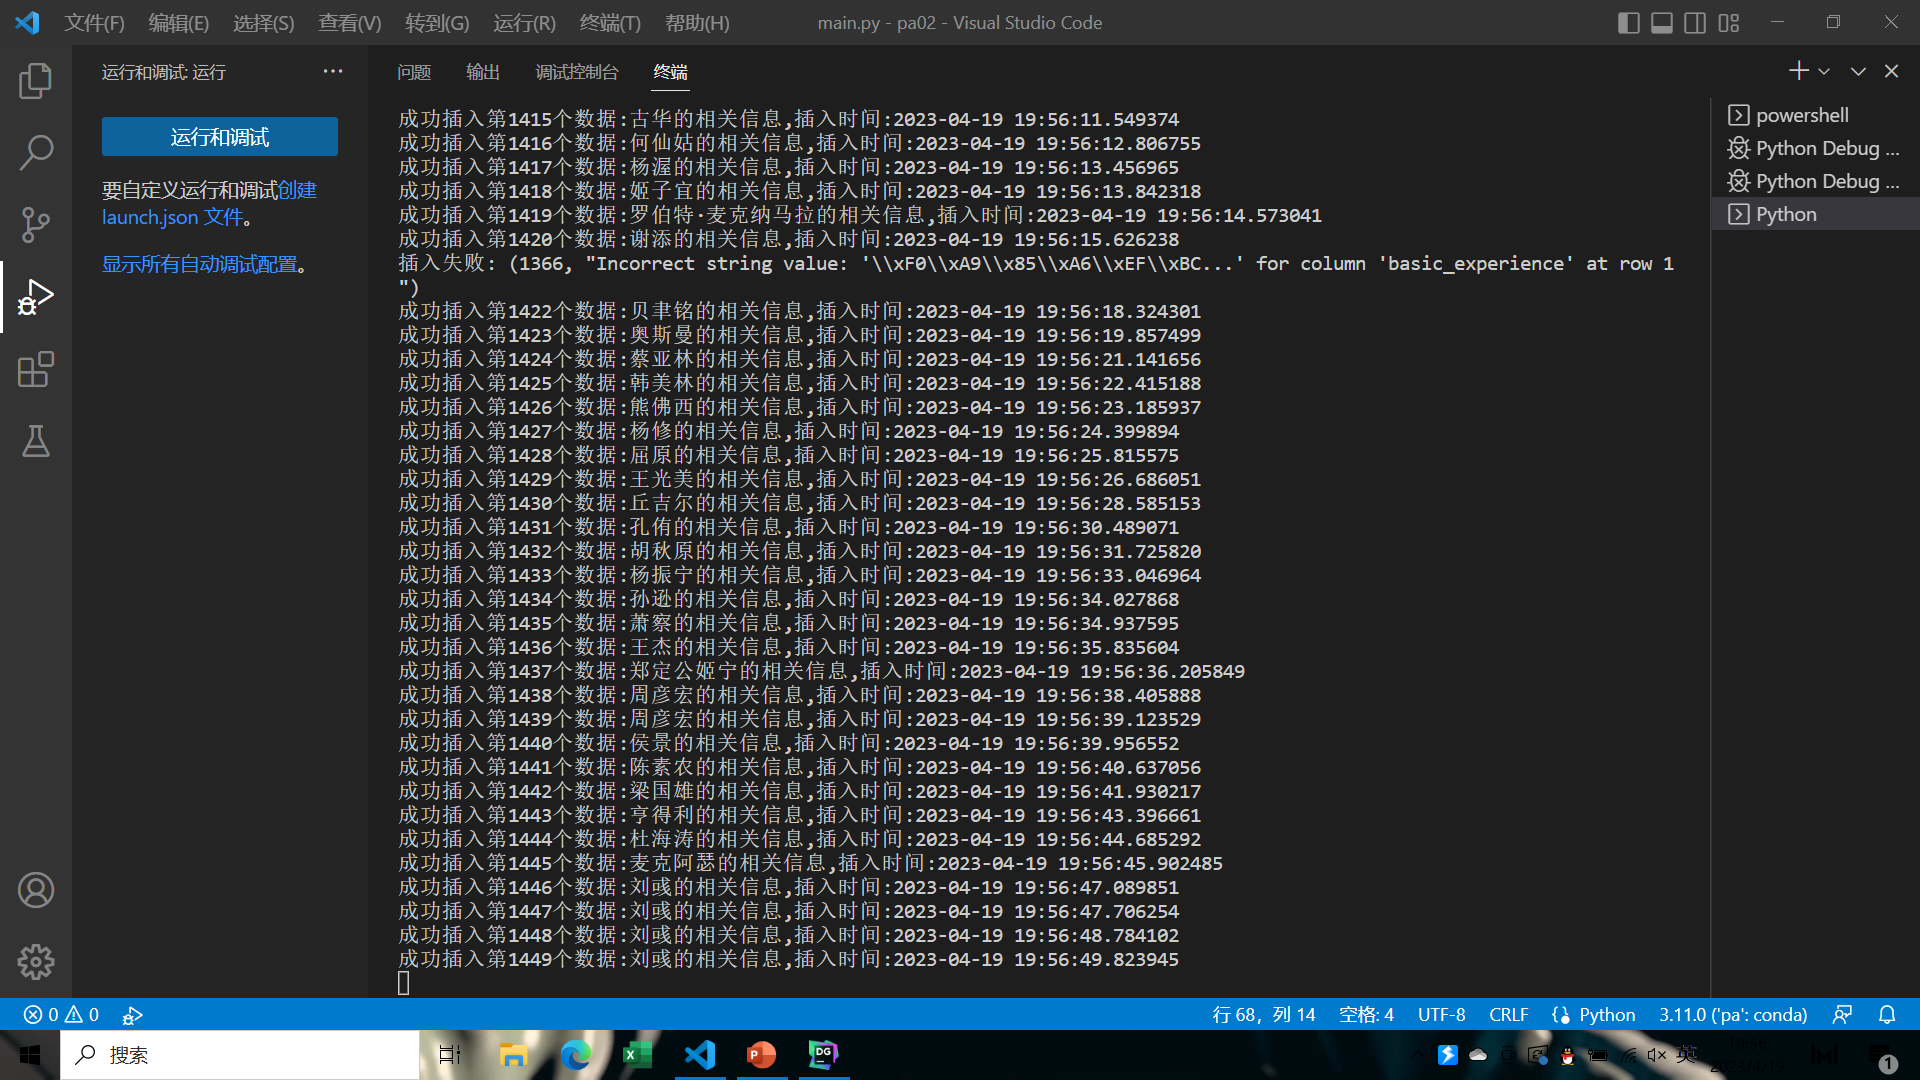 文件(F) 编辑(E) 选择(S) 查看(V) 转到(G) 运行(R) 终端(T) 帮助(H) main.py - pa02 - Visual Studio Code
运行和调试: 运行 ...
运行和调试
要自定义运行和调试创建
launch.json 文件。
显示所有自动调试配置。
问题 输出 调试控制台 终端
成功插入第1415个数据:古华的相关信息,插入时间:2023-04-19 19:56:11.549374
成功插入第1416个数据:何仙姑的相关信息,插入时间:2023-04-19 19:56:12.806755
成功插入第1417个数据:杨渥的相关信息,插入时间:2023-04-19 19:56:13.456965
成功插入第1418个数据:姬子宜的相关信息,插入时间:2023-04-19 19:56:13.842318
成功插入第1419个数据:罗伯特·麦克纳马拉的相关信息,插入时间:2023-04-19 19:56:14.573041
成功插入第1420个数据:谢添的相关信息,插入时间:2023-04-19 19:56:15.626238
插入失败: (1366, "Incorrect string value: '\\xF0\\xA9\\x85\\xA6\\xEF\\xBC...' for column 'basic_experience' at row 1
")
成功插入第1422个数据:贝聿铭的相关信息,插入时间:2023-04-19 19:56:18.324301
成功插入第1423个数据:奥斯曼的相关信息,插入时间:2023-04-19 19:56:19.857499
成功插入第1424个数据:蔡亚林的相关信息,插入时间:2023-04-19 19:56:21.141656
成功插入第1425个数据:韩美林的相关信息,插入时间:2023-04-19 19:56:22.415188
成功插入第1426个数据:熊佛西的相关信息,插入时间:2023-04-19 19:56:23.185937
成功插入第1427个数据:杨修的相关信息,插入时间:2023-04-19 19:56:24.399894
成功插入第1428个数据:屈原的相关信息,插入时间:2023-04-19 19:56:25.815575
成功插入第1429个数据:王光美的相关信息,插入时间:2023-04-19 19:56:26.686051
成功插入第1430个数据:丘吉尔的相关信息,插入时间:2023-04-19 19:56:28.585153
成功插入第1431个数据:孔侑的相关信息,插入时间:2023-04-19 19:56:30.489071
成功插入第1432个数据:胡秋原的相关信息,插入时间:2023-04-19 19:56:31.725820
成功插入第1433个数据:杨振宁的相关信息,插入时间:2023-04-19 19:56:33.046964
成功插入第1434个数据:孙逊的相关信息,插入时间:2023-04-19 19:56:34.027868
成功插入第1435个数据:萧察的相关信息,插入时间:2023-04-19 19:56:34.937595
成功插入第1436个数据:王杰的相关信息,插入时间:2023-04-19 19:56:35.835604
成功插入第1437个数据:郑定公姬宁的相关信息,插入时间:2023-04-19 19:56:36.205849
成功插入第1438个数据:周彦宏的相关信息,插入时间:2023-04-19 19:56:38.405888
成功插入第1439个数据:周彦宏的相关信息,插入时间:2023-04-19 19:56:39.123529
成功插入第1440个数据:侯景的相关信息,插入时间:2023-04-19 19:56:39.956552
成功插入第1441个数据:陈素农的相关信息,插入时间:2023-04-19 19:56:40.637056
成功插入第1442个数据:梁国雄的相关信息,插入时间:2023-04-19 19:56:41.930217
成功插入第1443个数据:亨得利的相关信息,插入时间:2023-04-19 19:56:43.396661
成功插入第1444个数据:杜海涛的相关信息,插入时间:2023-04-19 19:56:44.685292
成功插入第1445个数据:麦克阿瑟的相关信息,插入时间:2023-04-19 19:56:45.902485
成功插入第1446个数据:刘彧的相关信息,插入时间:2023-04-19 19:56:47.089851
成功插入第1447个数据:刘彧的相关信息,插入时间:2023-04-19 19:56:47.706254
成功插入第1448个数据:刘彧的相关信息,插入时间:2023-04-19 19:56:48.784102
成功插入第1449个数据:刘彧的相关信息,插入时间:2023-04-19 19:56:49.823945
powershell
Python Debug ...
Python Debug ...
Python
0 0 行 68，列 14 空格: 4 UTF-8 CRLF Python 3.11.0 ('pa': conda)
搜索 英 19:56
2023/4/19
1